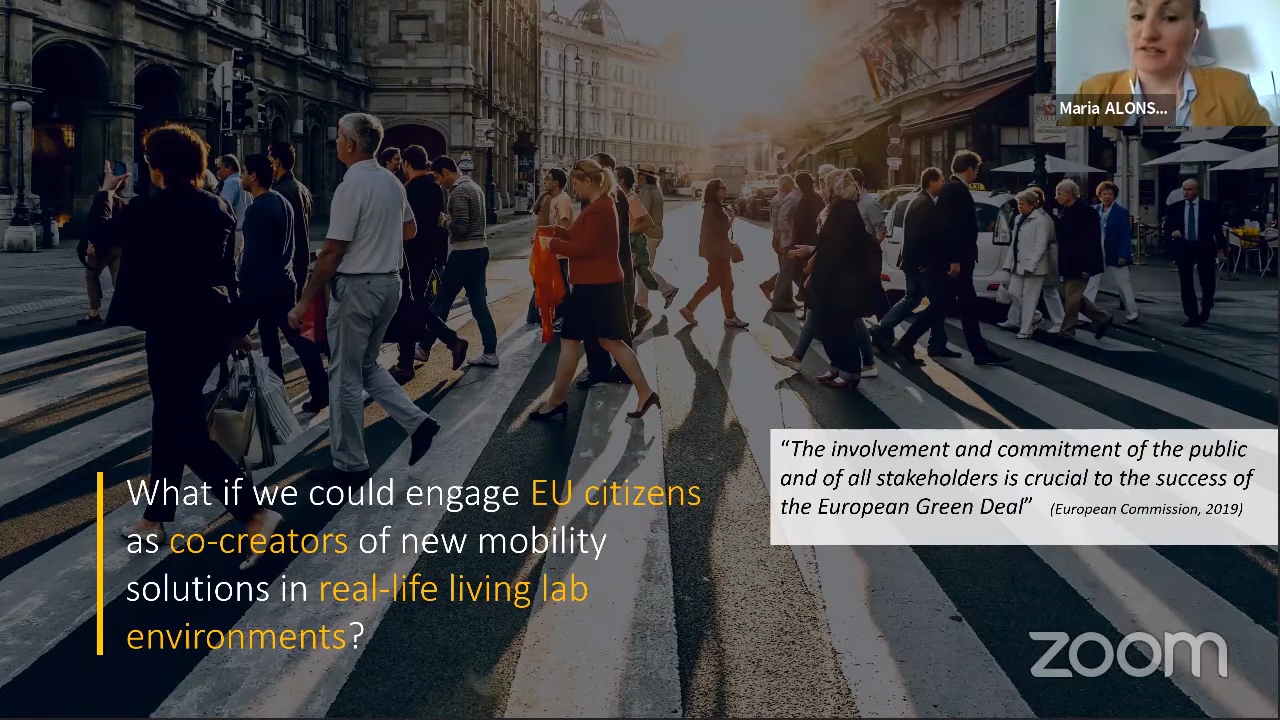 Maria ALONS...
“The involvement and commitment of the public
and of all stakeholders is crucial to the success of
the European Green Deal” (European Commission, 2019)
What if we could engage EU citizens
as co-creators of new mobility
solutions in real-life living lab
environments?
zoom